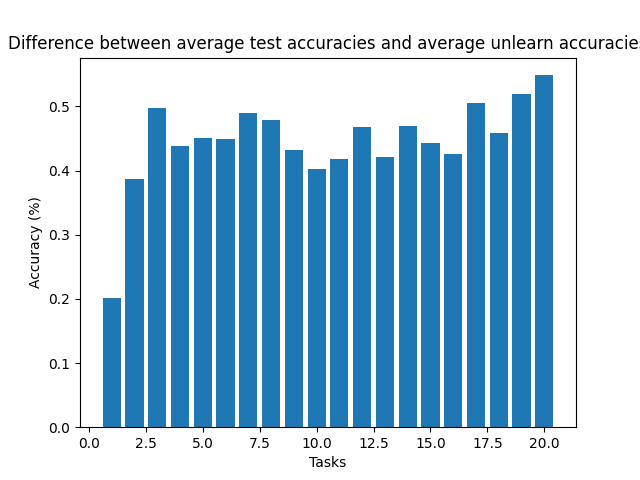 Difference between average test accuracies and average unlearn accuracies
0.5
0.4
0.3
0.2
0.1
0.0
Accuracy (%)
0.0 2.5 5.0 7.5 10.0 12.5 15.0 17.5 20.0
Tasks